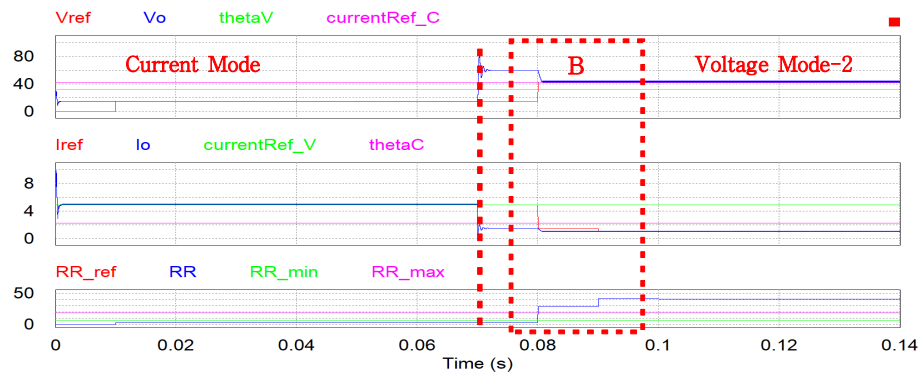 Vref Vo thetaV currentRef_C
80
40
0
Current Mode
B
Voltage Mode-2
Iref Io currentRef_V thetaC
8
4
0
RR_ref RR RR_min RR_max
50
0
0 0.02 0.04 0.06 0.08 0.1 0.12 0.14
Time (s)